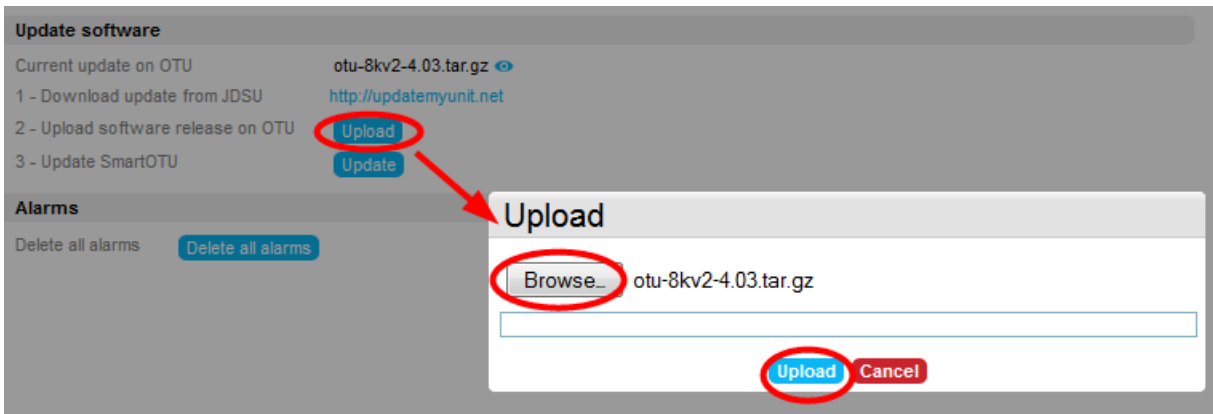 Update software
Current update on OTU otu-8kv2-4.03.tar.gz
1 - Download update from JDSU http://updatemyunit.net
2 - Upload software release on OTU Upload
3 - Update SmartOTU Update
Alarms
Delete all alarms Delete all alarms
Upload
Browse... otu-8kv2-4.03.tar.gz
Upload Cancel